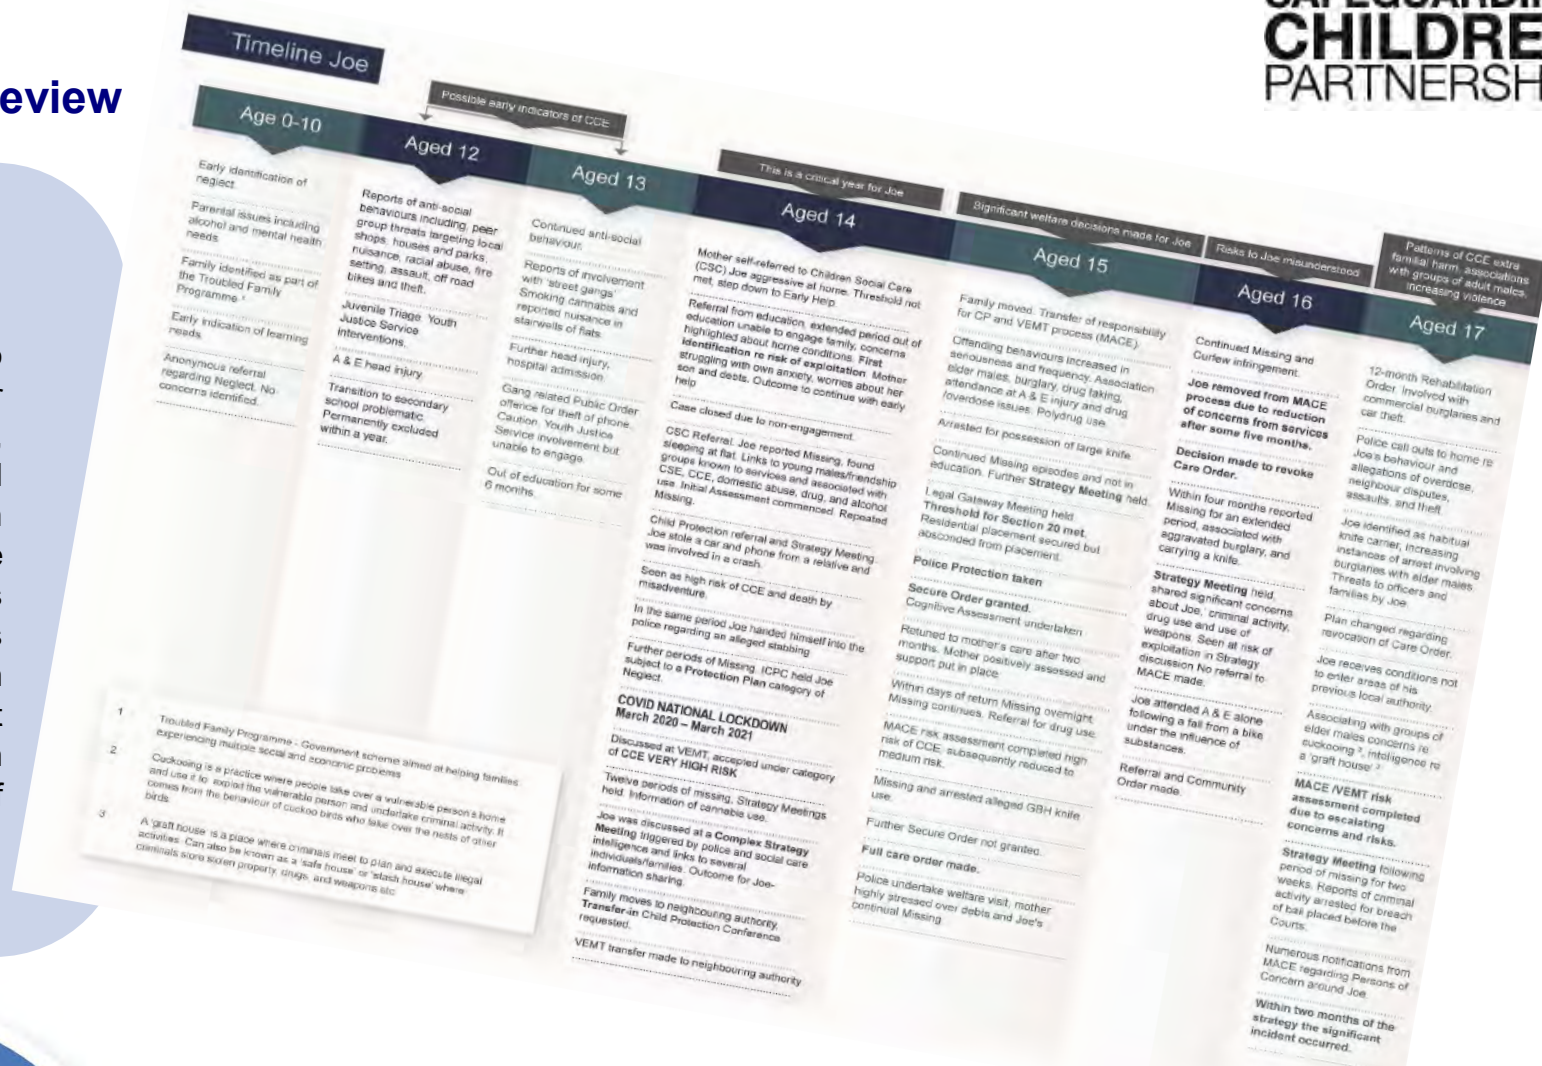 eview
CHILDRE
PARTNERSH
Timeline Joe
Possible early indicators of CCE
This is a critical year for Joe
Significant welfare decisions made for Joe
Risks to Joe misunderstood
Patterns of CCE extra
familial harm, associations
with groups of adult males,
increasing violence
Age 0-10
Early identification of
neglect.
Parental issues including
alcohol and mental health
needs.
Family identified as part of
the Troubled Family
Programme.¹
Early indication of learning
needs.
Anonymous referral
regarding Neglect. No
concerns identified.
Aged 12
Reports of anti-social
behaviours including, peer
group threats targeting local
shops, houses and parks,
nuisance, racial abuse, fire
setting, assault, off road
bikes and theft.
Juvenile Triage. Youth
Justice Service
interventions.
A & E head injury.
Transition to secondary
school problematic.
Permanently excluded
within a year.
Aged 13
Continued anti-social
behaviour.
Reports of involvement
with 'street gangs'
Smoking cannabis and
reported nuisance in
stairwells of flats.
Further head injury,
hospital admission.
Gang related Public Order
offence for theft of phone.
Caution. Youth Justice
Service involvement but
unable to engage.
Out of education for some
6 months.
Aged 14
Mother self-referred to Children Social Care
(CSC) Joe aggressive at home. Threshold not
met, step down to Early Help.
Referral from education, extended period out of
education unable to engage family, concerns
highlighted about home conditions. First
identification re risk of exploitation. Mother
struggling with own anxiety, worries about her
son and debts. Outcome to continue with early
help
Case closed due to non-engagement.
CSC Referral. Joe reported Missing, found
sleeping at flat. Links to young males/friendship
groups known to services and associated with
CSE, CCE, domestic abuse, drug, and alcohol
use. Initial Assessment commenced. Repeated
Missing.
Child Protection referral and Strategy Meeting.
Joe stole a car and phone from a relative and
was involved in a crash.
Seen as high risk of CCE and death by
misadventure.
In the same period Joe handed himself into the
police regarding an alleged stabbing
Further periods of Missing. ICPC held Joe
subject to a Protection Plan category of
Neglect.
COVID NATIONAL LOCKDOWN
March 2020 – March 2021
Discussed at VEMT, accepted under category
of CCE VERY HIGH RISK
Twelve periods of missing, Strategy Meetings
held. Information of cannabis use.
Joe was discussed at a Complex Strategy
Meeting triggered by police and social care
intelligence and links to several
individuals/families. Outcome for Joe-
information sharing.
Family moves to neighbouring authority,
Transfer-in Child Protection Conference
requested.
VEMT transfer made to neighbouring authority
Aged 15
Family moved. Transfer of responsibility
for CP and VEMT process (MACE).
Offending behaviours increased in
seriousness and frequency. Association
elder males, burglary, drug taking,
attendance at A & E injury and drug
/overdose issues. Polydrug use.
Arrested for possession of large knife.
Continued Missing episodes and not in
education. Further Strategy Meeting held.
Legal Gateway Meeting held.
Threshold for Section 20 met.
Residential placement secured but
absconded from placement.
Police Protection taken
Secure Order granted.
Cognitive Assessment undertaken
Retuned to mother's care after two
months. Mother positively assessed and
support put in place.
Within days of return Missing overnight.
Missing continues. Referral for drug use.
MACE risk assessment completed high
risk of CCE, subsequently reduced to
medium risk.
Missing and arrested alleged GBH knife
use.
Further Secure Order not granted.
Full care order made.
Police undertake welfare visit, mother
highly stressed over debts and Joe's
continual Missing.
Aged 16
Continued Missing and
Curfew infringement.
Joe removed from MACE
process due to reduction
of concerns from services
after some five months.
Decision made to revoke
Care Order.
Within four months reported
Missing for an extended
period, associated with
aggravated burglary, and
carrying a knife.
Strategy Meeting held,
shared significant concerns
about Joe, criminal activity,
drug use and use of
weapons. Seen at risk of
exploitation in Strategy
discussion No referral to
MACE made.
Joe attended A & E alone
following a fall from a bike
under the influence of
substances.
Referral and Community
Order made.
Aged 17
12-month Rehabilitation
Order. Involved with
commercial burglaries and
car theft.
Police call outs to home re
Joe's behaviour and
allegations of overdose,
neighbour disputes,
assaults, and theft.
Joe identified as habitual
knife carrier, increasing
instances of arrest involving
burglaries with elder males.
Threats to officers and
families by Joe.
Plan changed regarding
revocation of Care Order.
Joe receives conditions not
to enter areas of his
previous local authority.
Associating with groups of
elder males concerns re
cuckooing ², intelligence re
a 'graft house' ³
MACE /VEMT risk
assessment completed
due to escalating
concerns and risks.
Strategy Meeting following
period of missing for two
weeks. Reports of criminal
activity arrested for breach
of bail placed before the
Courts.
Numerous notifications from
MACE regarding Persons of
Concern around Joe.
Within two months of the
strategy the significant
incident occurred.
1 Troubled Family Programme - Government scheme aimed at helping families
experiencing multiple social and economic problems
2 Cuckooing is a practice where people take over a vulnerable person's home
and use it to exploit the vulnerable person and undertake criminal activity. It
comes from the behaviour of cuckoo birds who take over the nests of other
birds.
3 A 'graft house' is a place where criminals meet to plan and execute illegal
activities. Can also be known as a 'safe house' or 'stash house' where
criminals store stolen property, drugs, and weapons etc